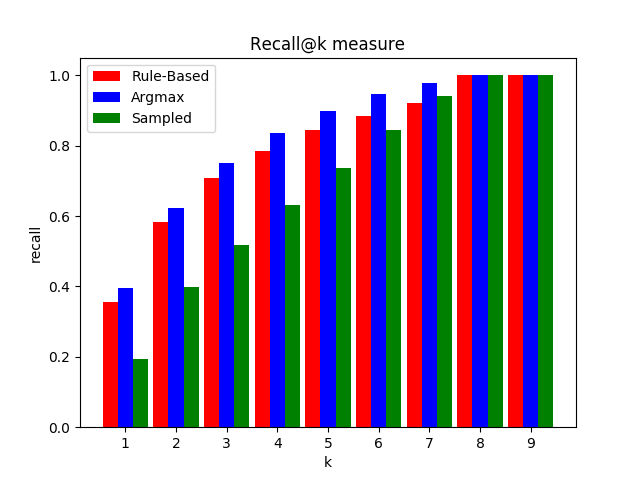 Recall@k measure
Rule-Based
Argmax
Sampled
1.0
0.8
0.6
0.4
0.2
0.0
recall
1 2 3 4 5 6 7 8 9
k